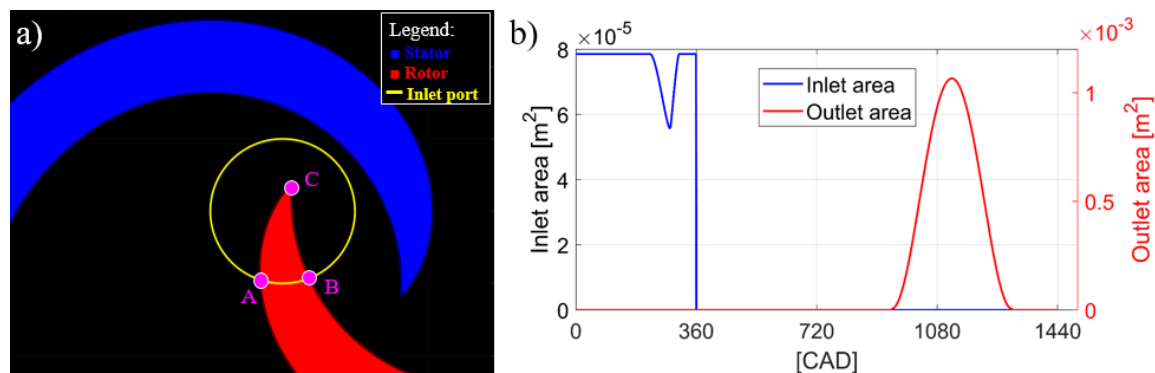 a)
Legend:
Stator
Rotor
Inlet port
C
A
B
b)
×10-5
×10-3
8
6
4
2
0
Inlet area [m2]
Inlet area
Outlet area
1
0.5
0
Outlet area [m2]
0 360 720 1080 1440
[CAD]